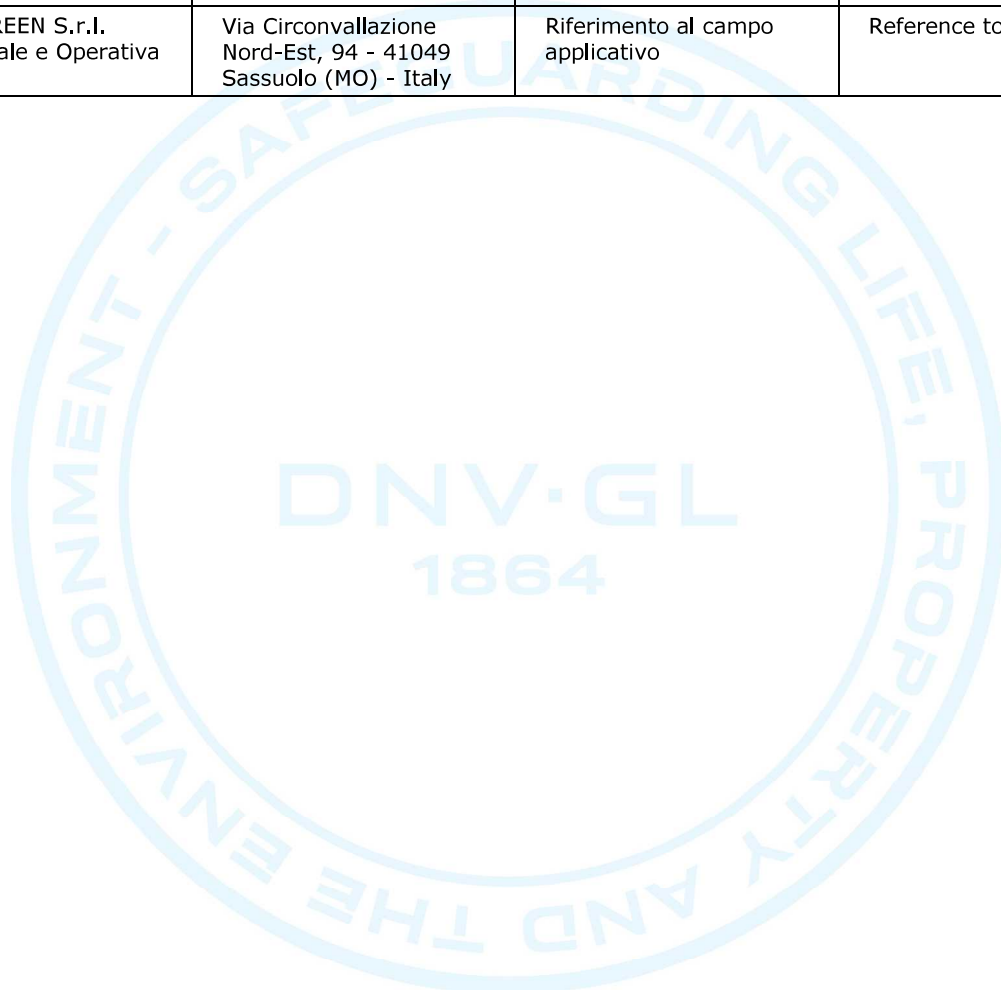 REEN S.r.l.
ale e Operativa
Via Circonvallazione
Nord-Est, 94 - 41049
Sassuolo (MO) - Italy
Riferimento al campo
applicativo
Reference to
SAFEGUARDING LIFE, PROPERTY AND THE ENVIRONMENT -
DNV·GL
1864